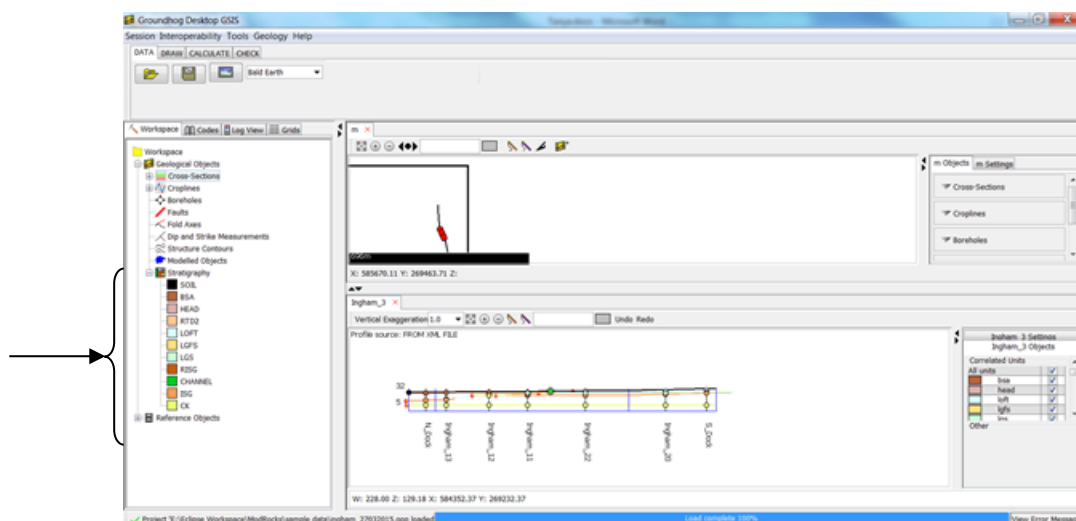 Groundhog Desktop GSIS
Session Interoperability Tools Geology Help
DATA DRAW CALCULATE CHECK
Bald Earth
Workspace Codes Log View Grids
Workspace
Geological Objects
Cross-Sections
Croplines
Boreholes
Faults
Fold Axes
Dip and Strike Measurements
Structure Contours
Modelled Objects
Stratigraphy
SOIL
BSA
HEAD
RTD2
LOFT
LGFS
LGS
RISG
CHANNEL
ISG
CK
Reference Objects
m
m Objects m Settings
Cross-Sections
Croplines
Boreholes
X: 585670.11 Y: 269463.71 Z:
Ingham_3
Vertical Exaggeration 1.0 Undo Redo
Profile source: FROM XML FILE
32
5
N_Dock
Ingham_13
Ingham_12
Ingham_11
Ingham_22
Ingham_20
S_Dock
Ingham_3 Settings
Ingham_3 Objects
Correlated Units
All units
bsa
head
loft
lgfs
Other
W: 228.00 Z: 129.18 X: 584352.37 Y: 269232.37
Load complete 100%
View Error Messag